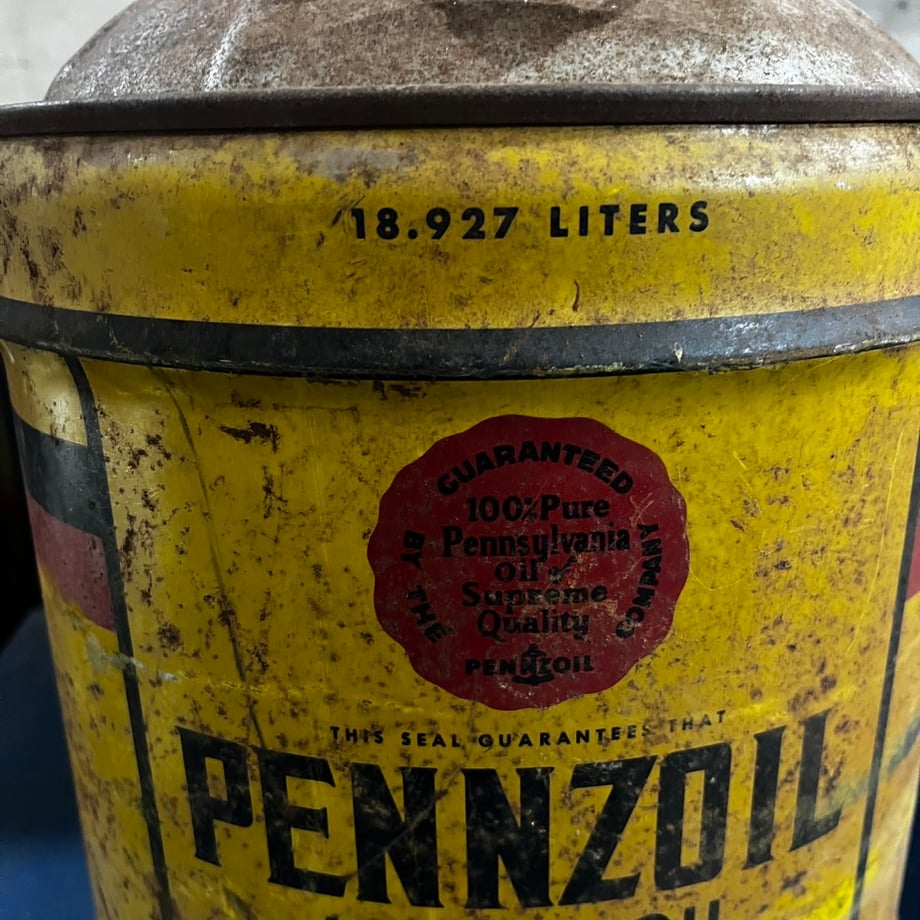 18.927 LITERS
GUARANTEED
BY THE
COMPANY
100% Pure
Pennsylvania
Oil of
Supreme
Quality
PENNZOIL
THIS SEAL GUARANTEES THAT
PENNZOIL